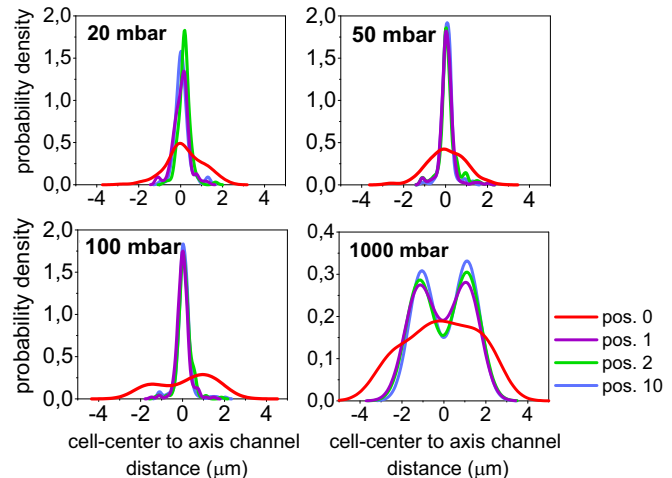 20 mbar
50 mbar
probability density
2,0
1,5
1,0
0,5
0,0
-4 -2 0 2 4
2,0
1,5
1,0
0,5
0,0
-4 -2 0 2 4
100 mbar
1000 mbar
probability density
2,0
1,5
1,0
0,5
0,0
-4 -2 0 2 4
0,4
0,3
0,2
0,1
0,0
-4 -2 0 2 4
pos. 0
pos. 1
pos. 2
pos. 10
cell-center to axis channel
distance (μm)
cell-center to axis channel
distance (μm)